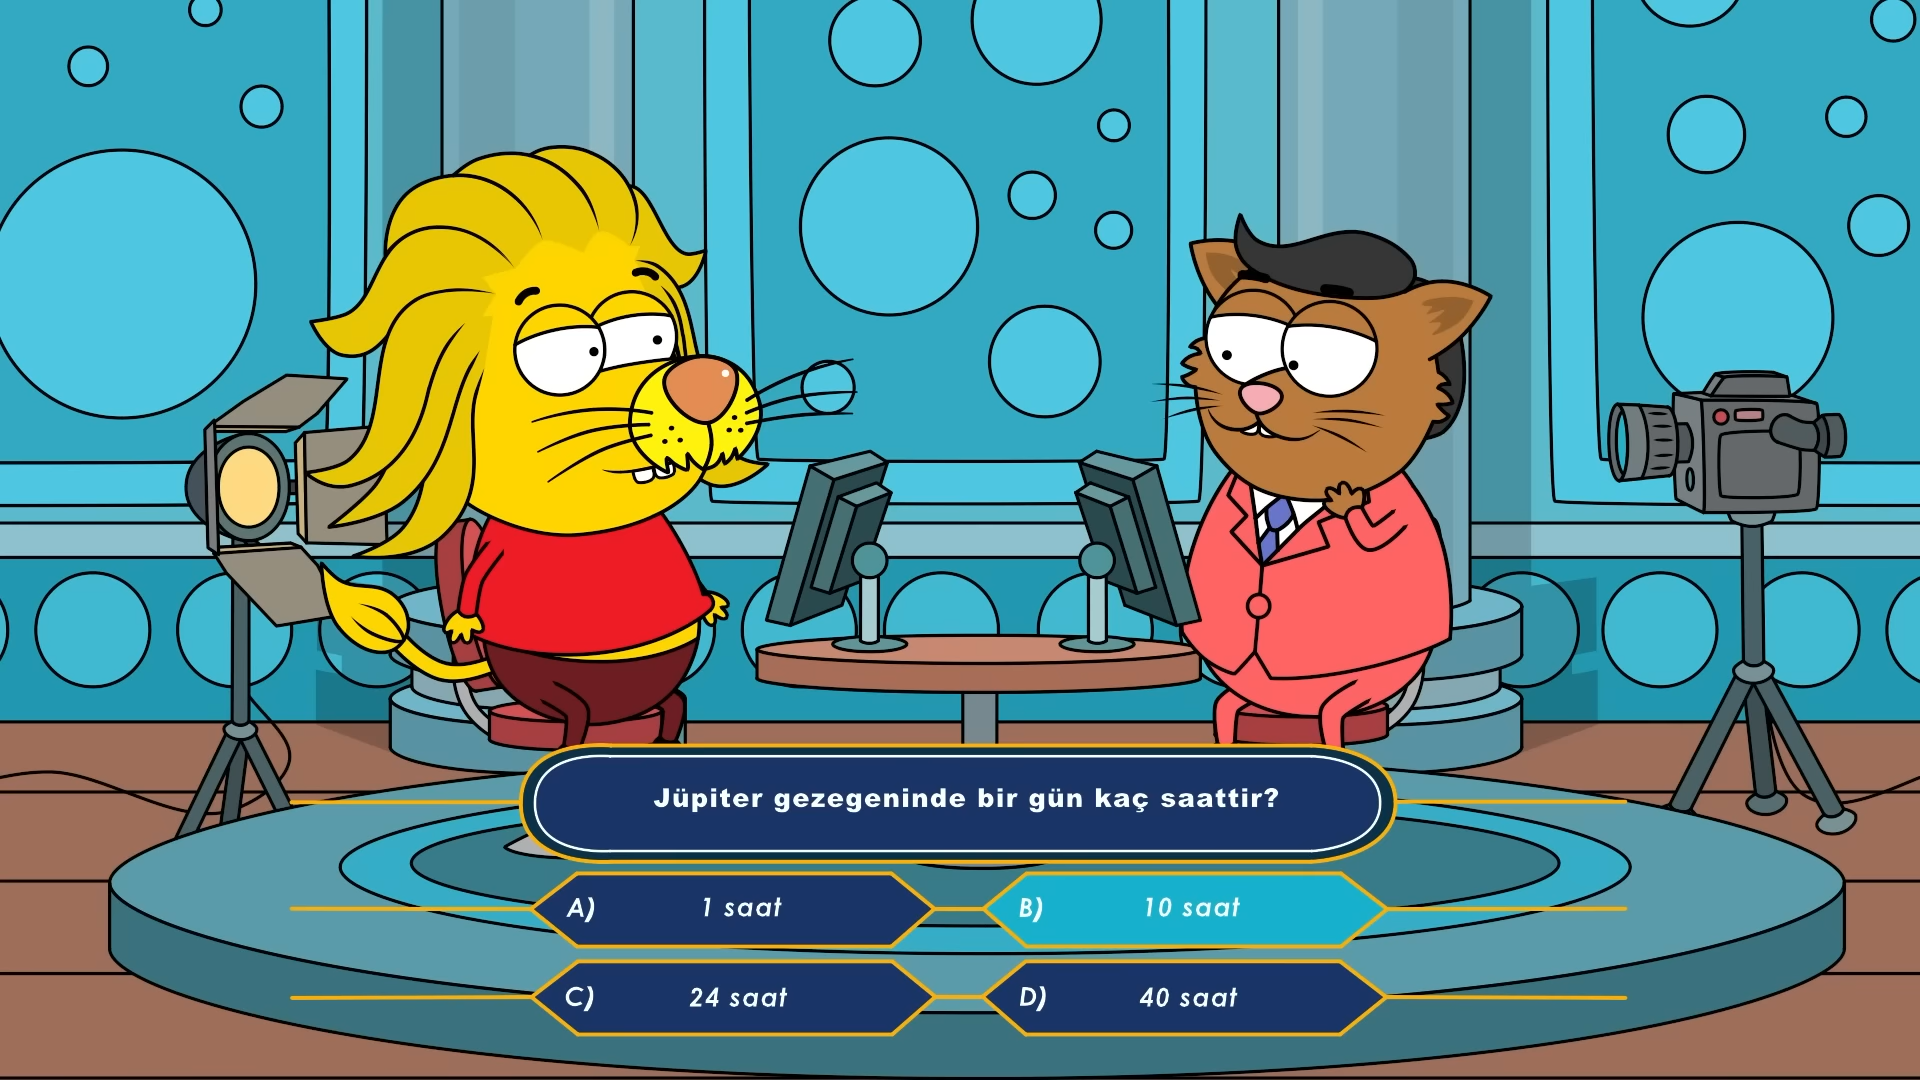 Jüpiter gezegeninde bir gün kaç saattir?
A) 1 saat
B) 10 saat
C) 24 saat
D) 40 saat